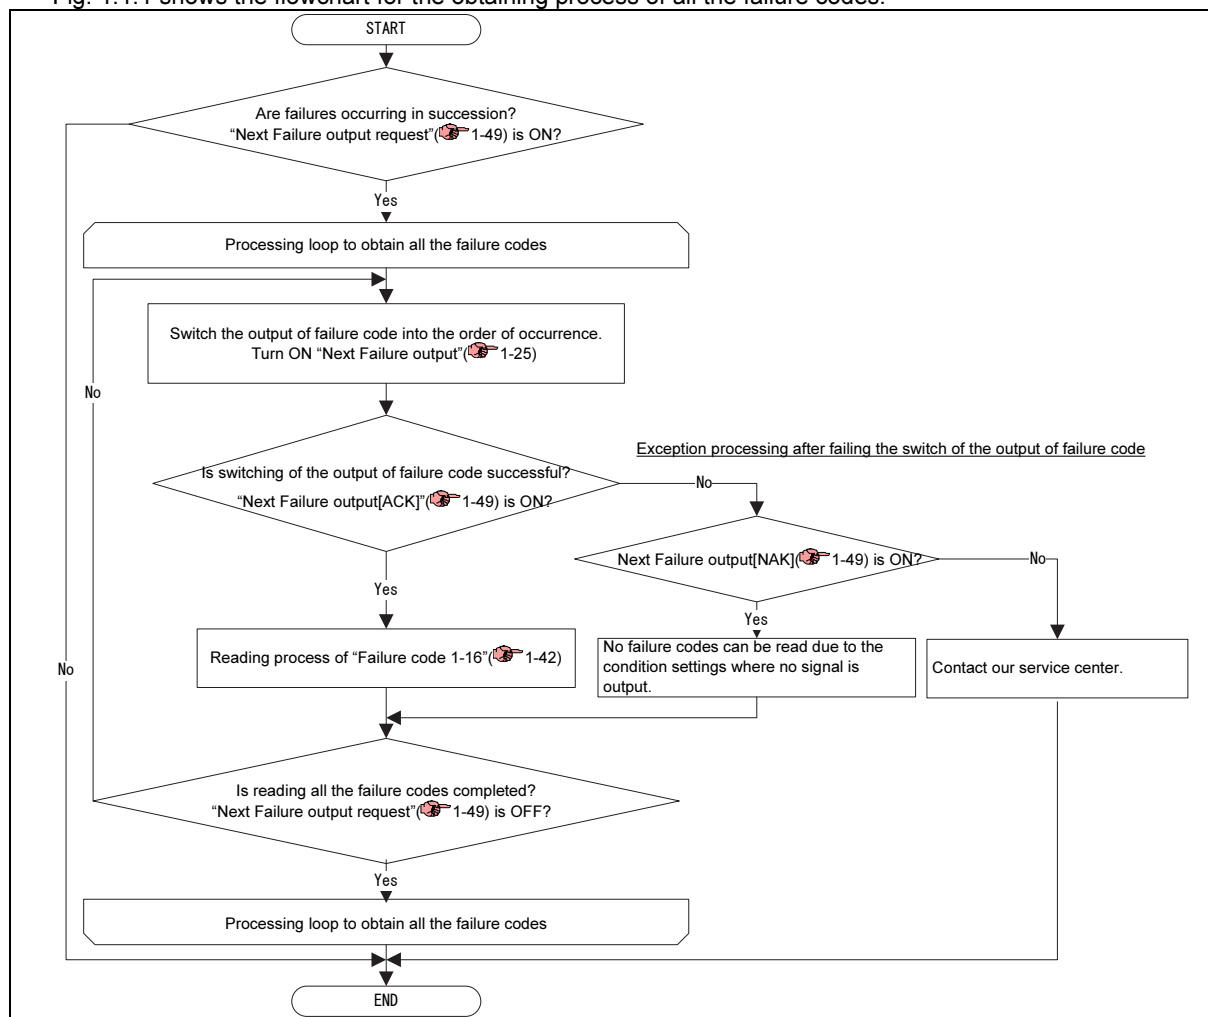 Fig. 1.1.1 shows the flowchart for the obtaining process of all the failure codes.
START
Are failures occurring in succession?
“Next Failure output request”( 1-49) is ON?
Yes
Processing loop to obtain all the failure codes
Switch the output of failure code into the order of occurrence.
Turn ON “Next Failure output”( 1-25)
No
Exception processing after failing the switch of the output of failure code
Is switching of the output of failure code successful?
“Next Failure output[ACK]”( 1-49) is ON?
No
Next Failure output[NAK]( 1-49) is ON?
No
Yes
Yes
Reading process of “Failure code 1-16”( 1-42)
No failure codes can be read due to the
condition settings where no signal is
output.
Contact our service center.
No
Is reading all the failure codes completed?
“Next Failure output request”( 1-49) is OFF?
Yes
Processing loop to obtain all the failure codes
END